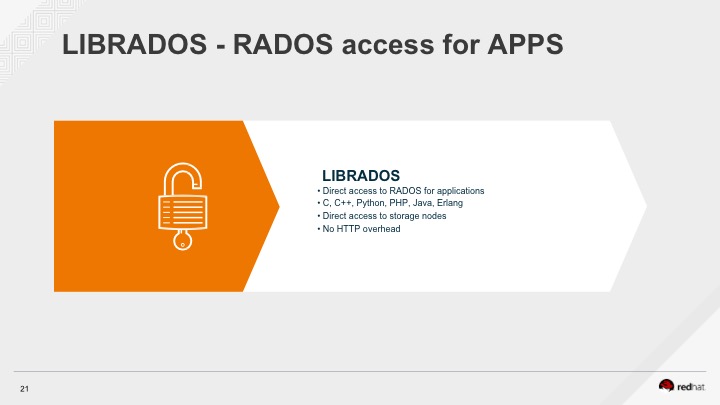 LIBRADOS - RADOS access for APPS
LIBRADOS
• Direct access to RADOS for applications
• C, C++, Python, PHP, Java, Erlang
• Direct access to storage nodes
• No HTTP overhead
21
redhat.